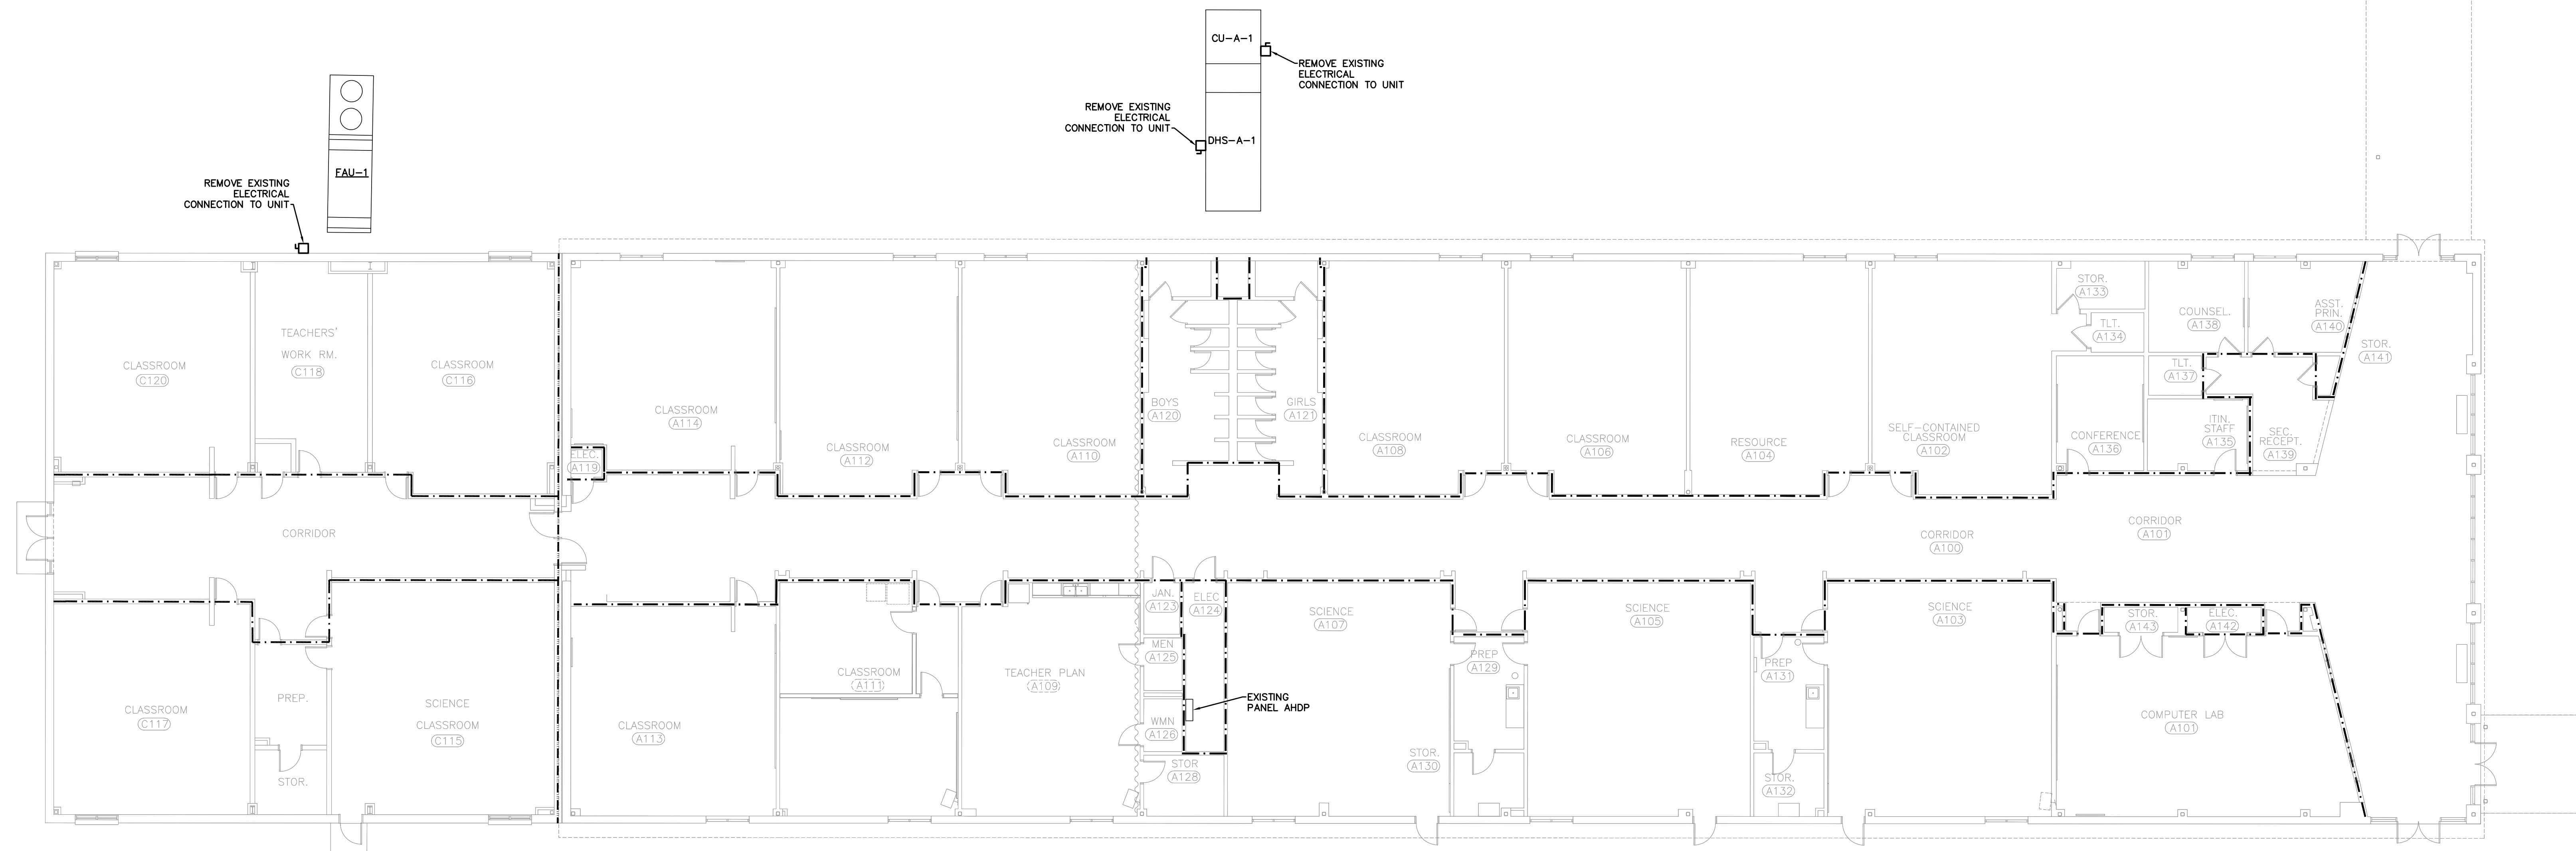 CU-A-1
REMOVE EXISTING
ELECTRICAL
CONNECTION TO UNIT
REMOVE EXISTING
ELECTRICAL
CONNECTION TO UNIT
DHS-A-1
FAU-1
REMOVE EXISTING
ELECTRICAL
CONNECTION TO UNIT
CLASSROOM
C120
TEACHERS'
WORK RM.
C118
CLASSROOM
C116
CLASSROOM
A114
ELEC.
A119
CLASSROOM
A112
CLASSROOM
A110
BOYS
A120
GIRLS
A121
CLASSROOM
A108
CLASSROOM
A106
RESOURCE
A104
SELF-CONTAINED
CLASSROOM
A102
STOR.
A133
TLT.
A134
CONFERENCE
A136
COUNSEL.
A138
TLT.
A137
ITIN.
STAFF
A135
ASST.
PRIN.
A140
SEC.
RECEPT.
A139
STOR.
A141
CORRIDOR
CORRIDOR
A100
CORRIDOR
A101
CLASSROOM
C117
PREP.
STOR.
SCIENCE
CLASSROOM
C115
CLASSROOM
A113
CLASSROOM
A111
TEACHER PLAN
A109
JAN.
A123
ELEC
A124
MEN
A125
WMN
A126
STOR
A128
EXISTING
PANEL AHDP
SCIENCE
A107
PREP
A129
STOR.
A130
SCIENCE
A105
PREP
A131
STOR.
A132
SCIENCE
A103
STOR.
A143
ELEC.
A142
COMPUTER LAB
A101